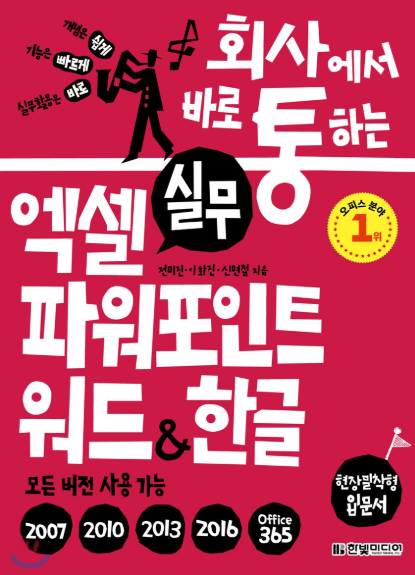 개념은 쉽게
기능은 빠르게
실무활용은 바로
회사에서
바로 통하는
실무
엑셀
오피스 분야
1위
전미진·이화진·신면철 지음
파워포인트
워드&한글
모든 버전 사용 가능
2007 2010 2013 2016 Office 365
현장밀착형
입문서
한빛미디어
Hanbit Media, Inc.